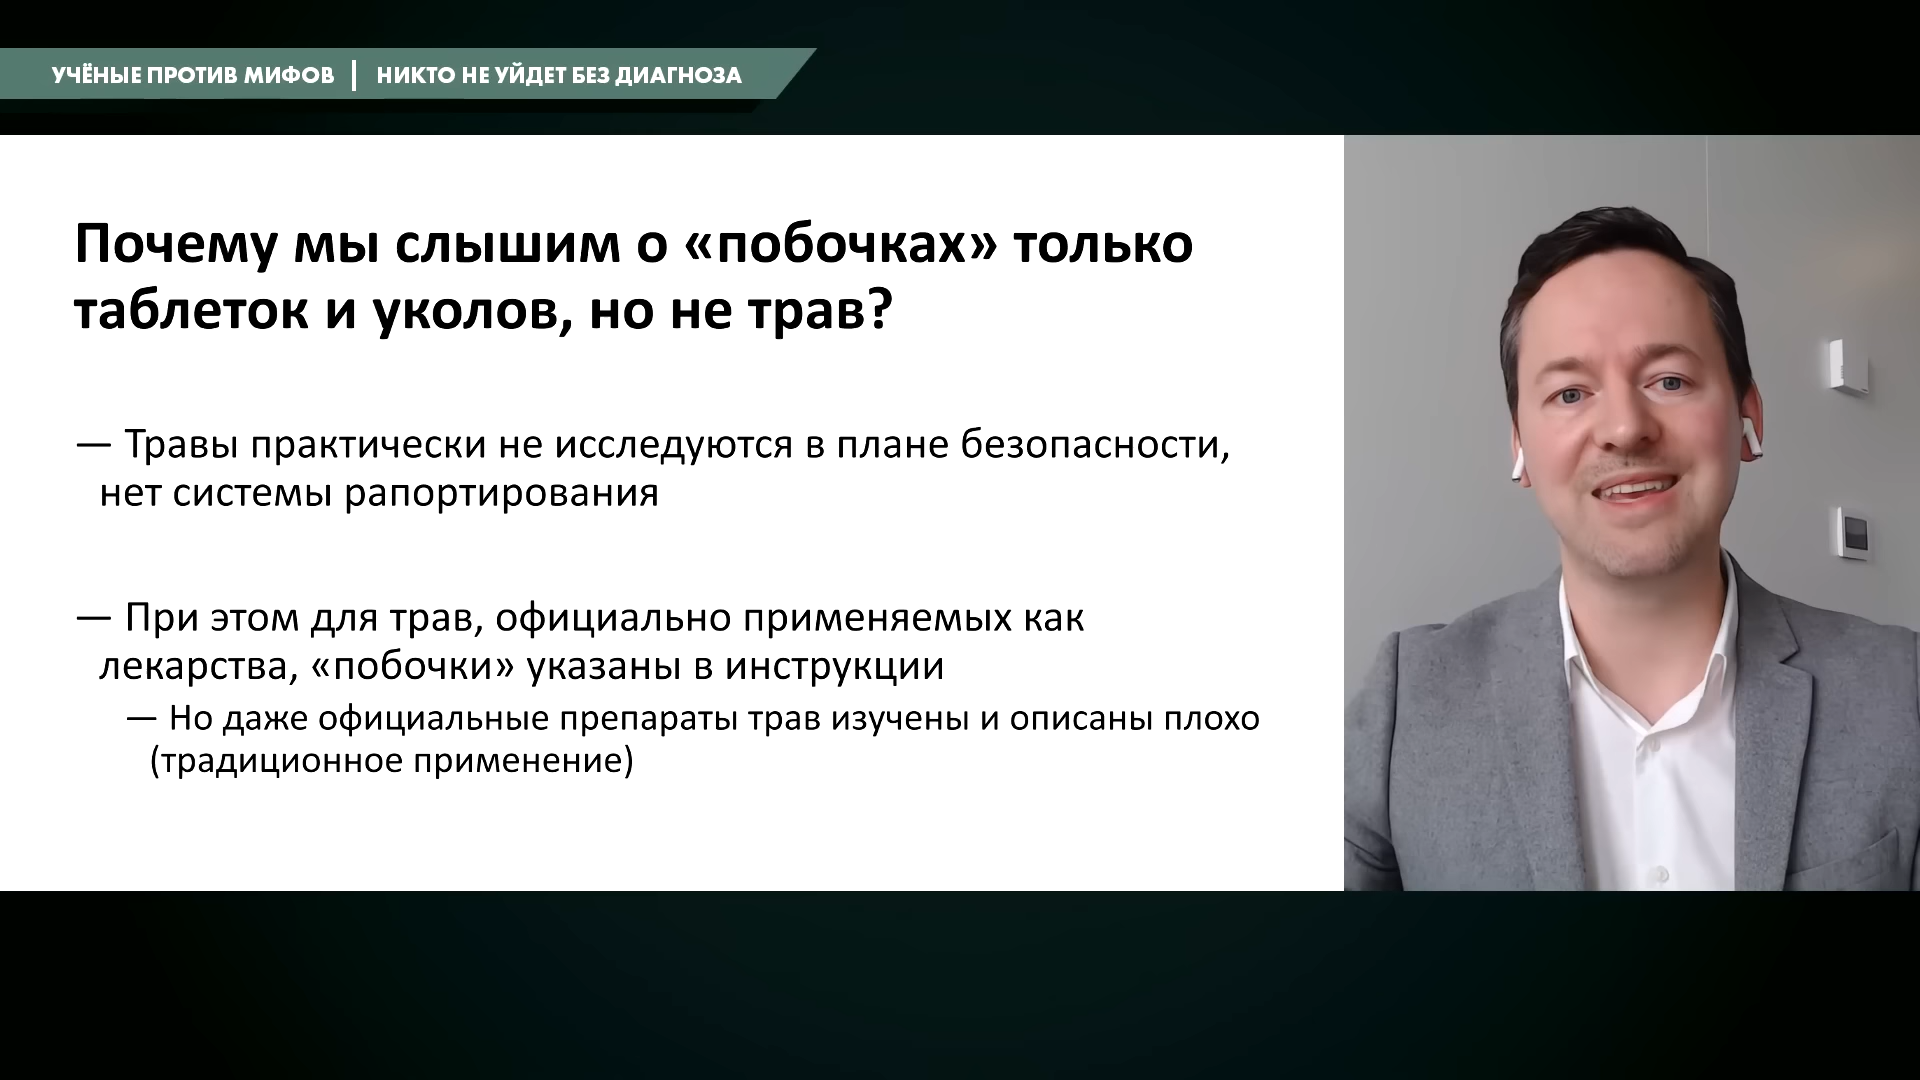 УЧЁНЫЕ ПРОТИВ МИФОВ | НИКТО НЕ УЙДЕТ БЕЗ ДИАГНОЗА
Почему мы слышим о «побочках» только
таблеток и уколов, но не трав?
— Травы практически не исследуются в плане безопасности,
нет системы рапортирования
— При этом для трав, официально применяемых как
лекарства, «побочки» указаны в инструкции
— Но даже официальные препараты трав изучены и описаны плохо
(традиционное применение)